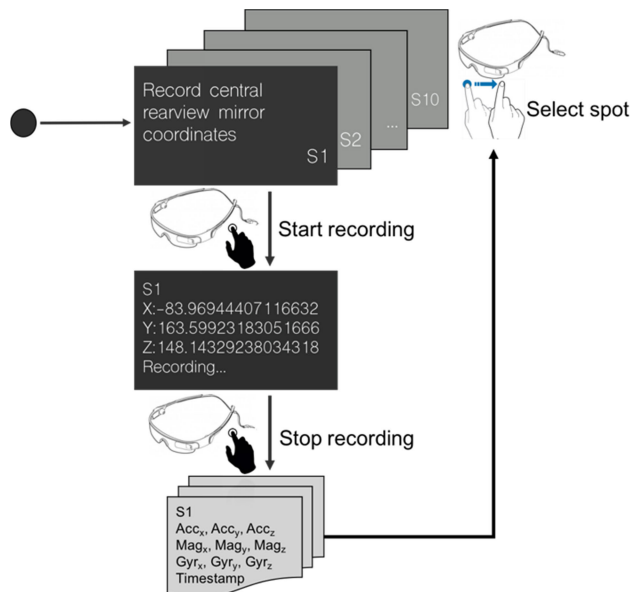 Record central
rearview mirror
coordinates
S1
S2
...
S10
Select spot
Start recording
S1
X:-83.96944407116632
Y:163.59923183051666
Z:148.14329238034318
Recording...
Stop recording
S1
Accx, Accy, Accz
Magx, Magy, Magz
Gyrx, Gyry, Gyrz
Timestamp